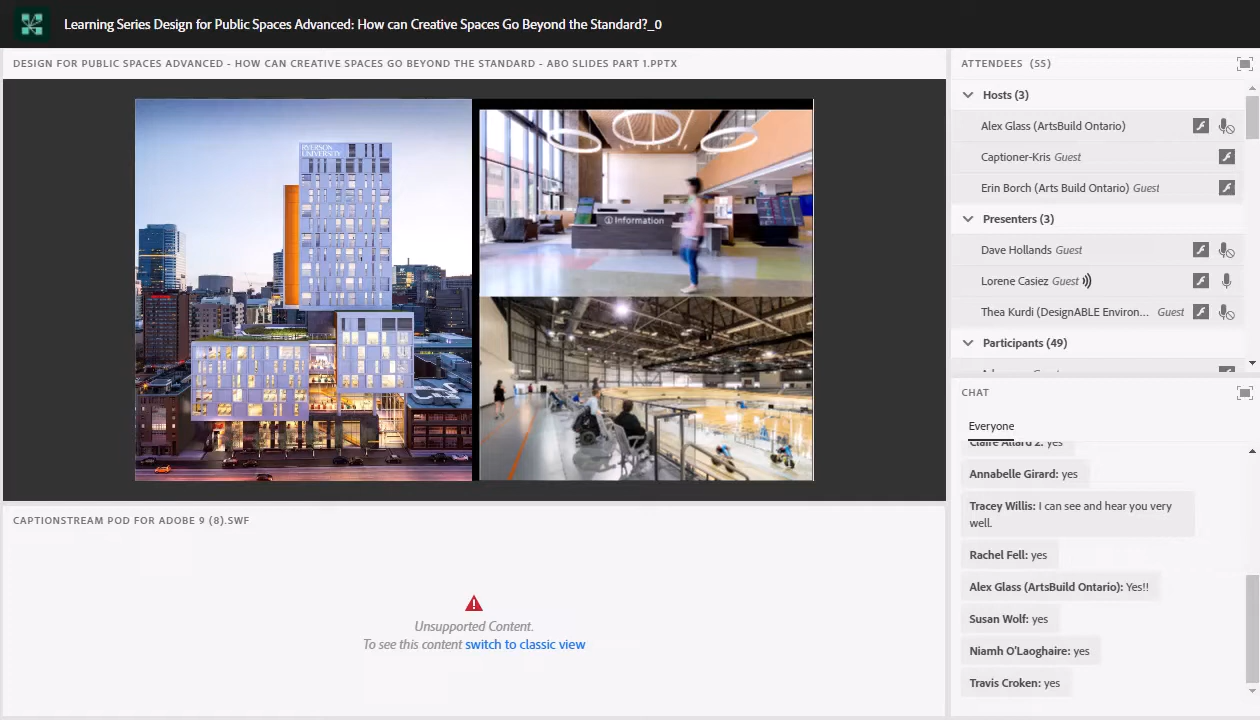 Learning Series Design for Public Spaces Advanced: How can Creative Spaces Go Beyond the Standard?_0
DESIGN FOR PUBLIC SPACES ADVANCED - HOW CAN CREATIVE SPACES GO BEYOND THE STANDARD - ABO SLIDES PART 1.PPTX
RYERSON
UNIVERSITY
Information
CAPTIONSTREAM POD FOR ADOBE 9 (8).SWF
Unsupported Content.
To see this content switch to classic view
ATTENDEES (55)
Hosts (3)
Alex Glass (ArtsBuild Ontario)
Captioner-Kris Guest
Erin Borch (Arts Build Ontario) Guest
Presenters (3)
Dave Hollands Guest
Lorene Casiez Guest
Thea Kurdi (DesignABLE Environ... Guest
Participants (49)
CHAT
Everyone
Claire Allard 2: yes
Annabelle Girard: yes
Tracey Willis: I can see and hear you very
well.
Rachel Fell: yes
Alex Glass (ArtsBuild Ontario): Yes!!
Susan Wolf: yes
Niamh O'Laoghaire: yes
Travis Croken: yes